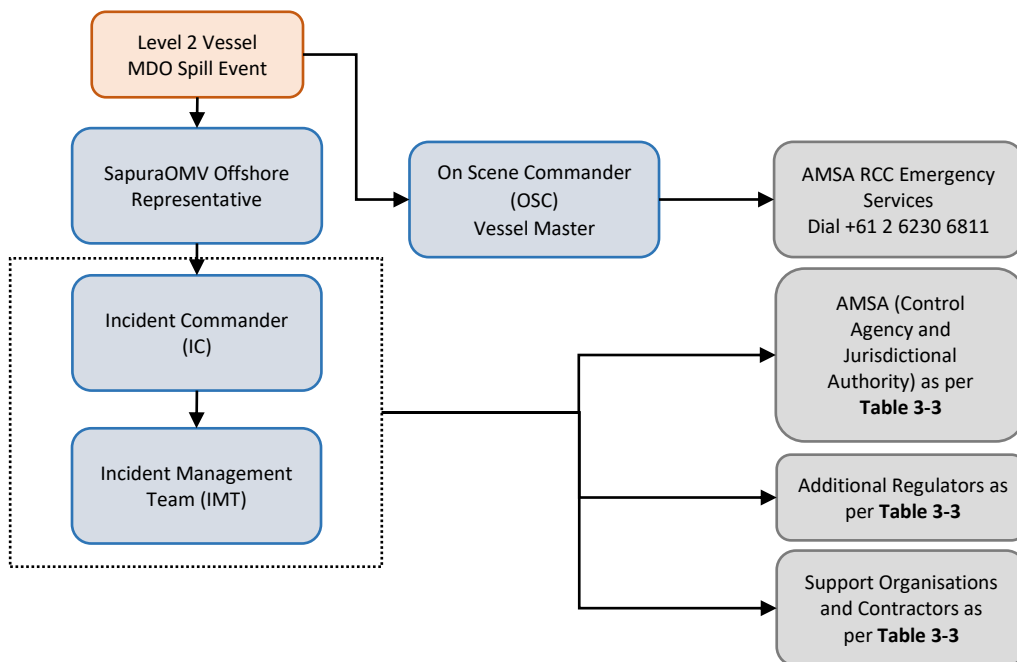 Level 2 Vessel
MDO Spill Event
SapuraOMV Offshore
Representative
On Scene Commander
(OSC)
Vessel Master
AMSA RCC Emergency
Services
Dial +61 2 6230 6811
Incident Commander
(IC)
AMSA (Control
Agency and
Jurisdictional
Authority) as per
Table 3-3
Incident Management
Team (IMT)
Additional Regulators as
per Table 3-3
Support Organisations
and Contractors as
per Table 3-3